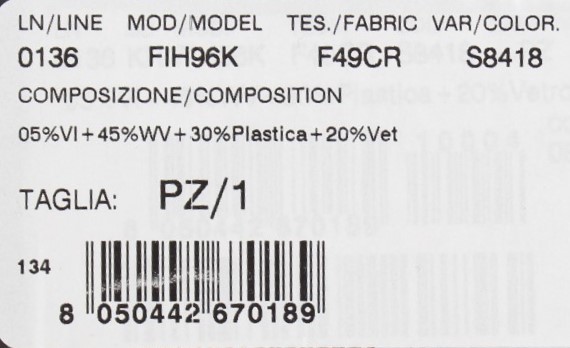 LN/LINE MOD/MODEL TES./FABRIC VAR/COLOR.
0136 FIH96K F49CR S8418
COMPOSIZIONE/COMPOSITION
05%VI+45%WV+30%Plastica+20%Vet
TAGLIA: PZ/1
134
8 050442 670189